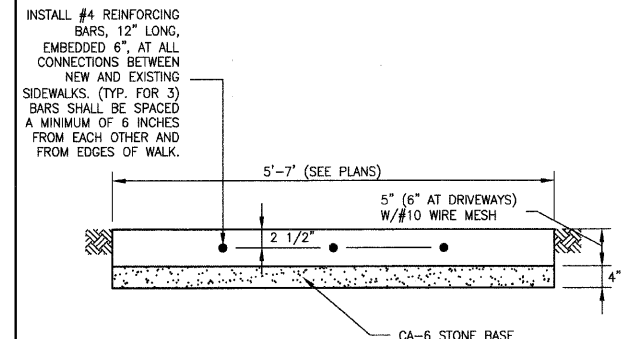 INSTALL #4 REINFORCING
BARS, 12" LONG,
EMBEDDED 6", AT ALL
CONNECTIONS BETWEEN
NEW AND EXISTING
SIDEWALKS. (TYP. FOR 3)
BARS SHALL BE SPACED
A MINIMUM OF 6 INCHES
FROM EACH OTHER AND
FROM EDGES OF WALK.
5'-7' (SEE PLANS)
5" (6" AT DRIVEWAYS)
W/#10 WIRE MESH
2 1/2"
4"
CA-6 STONE BASE